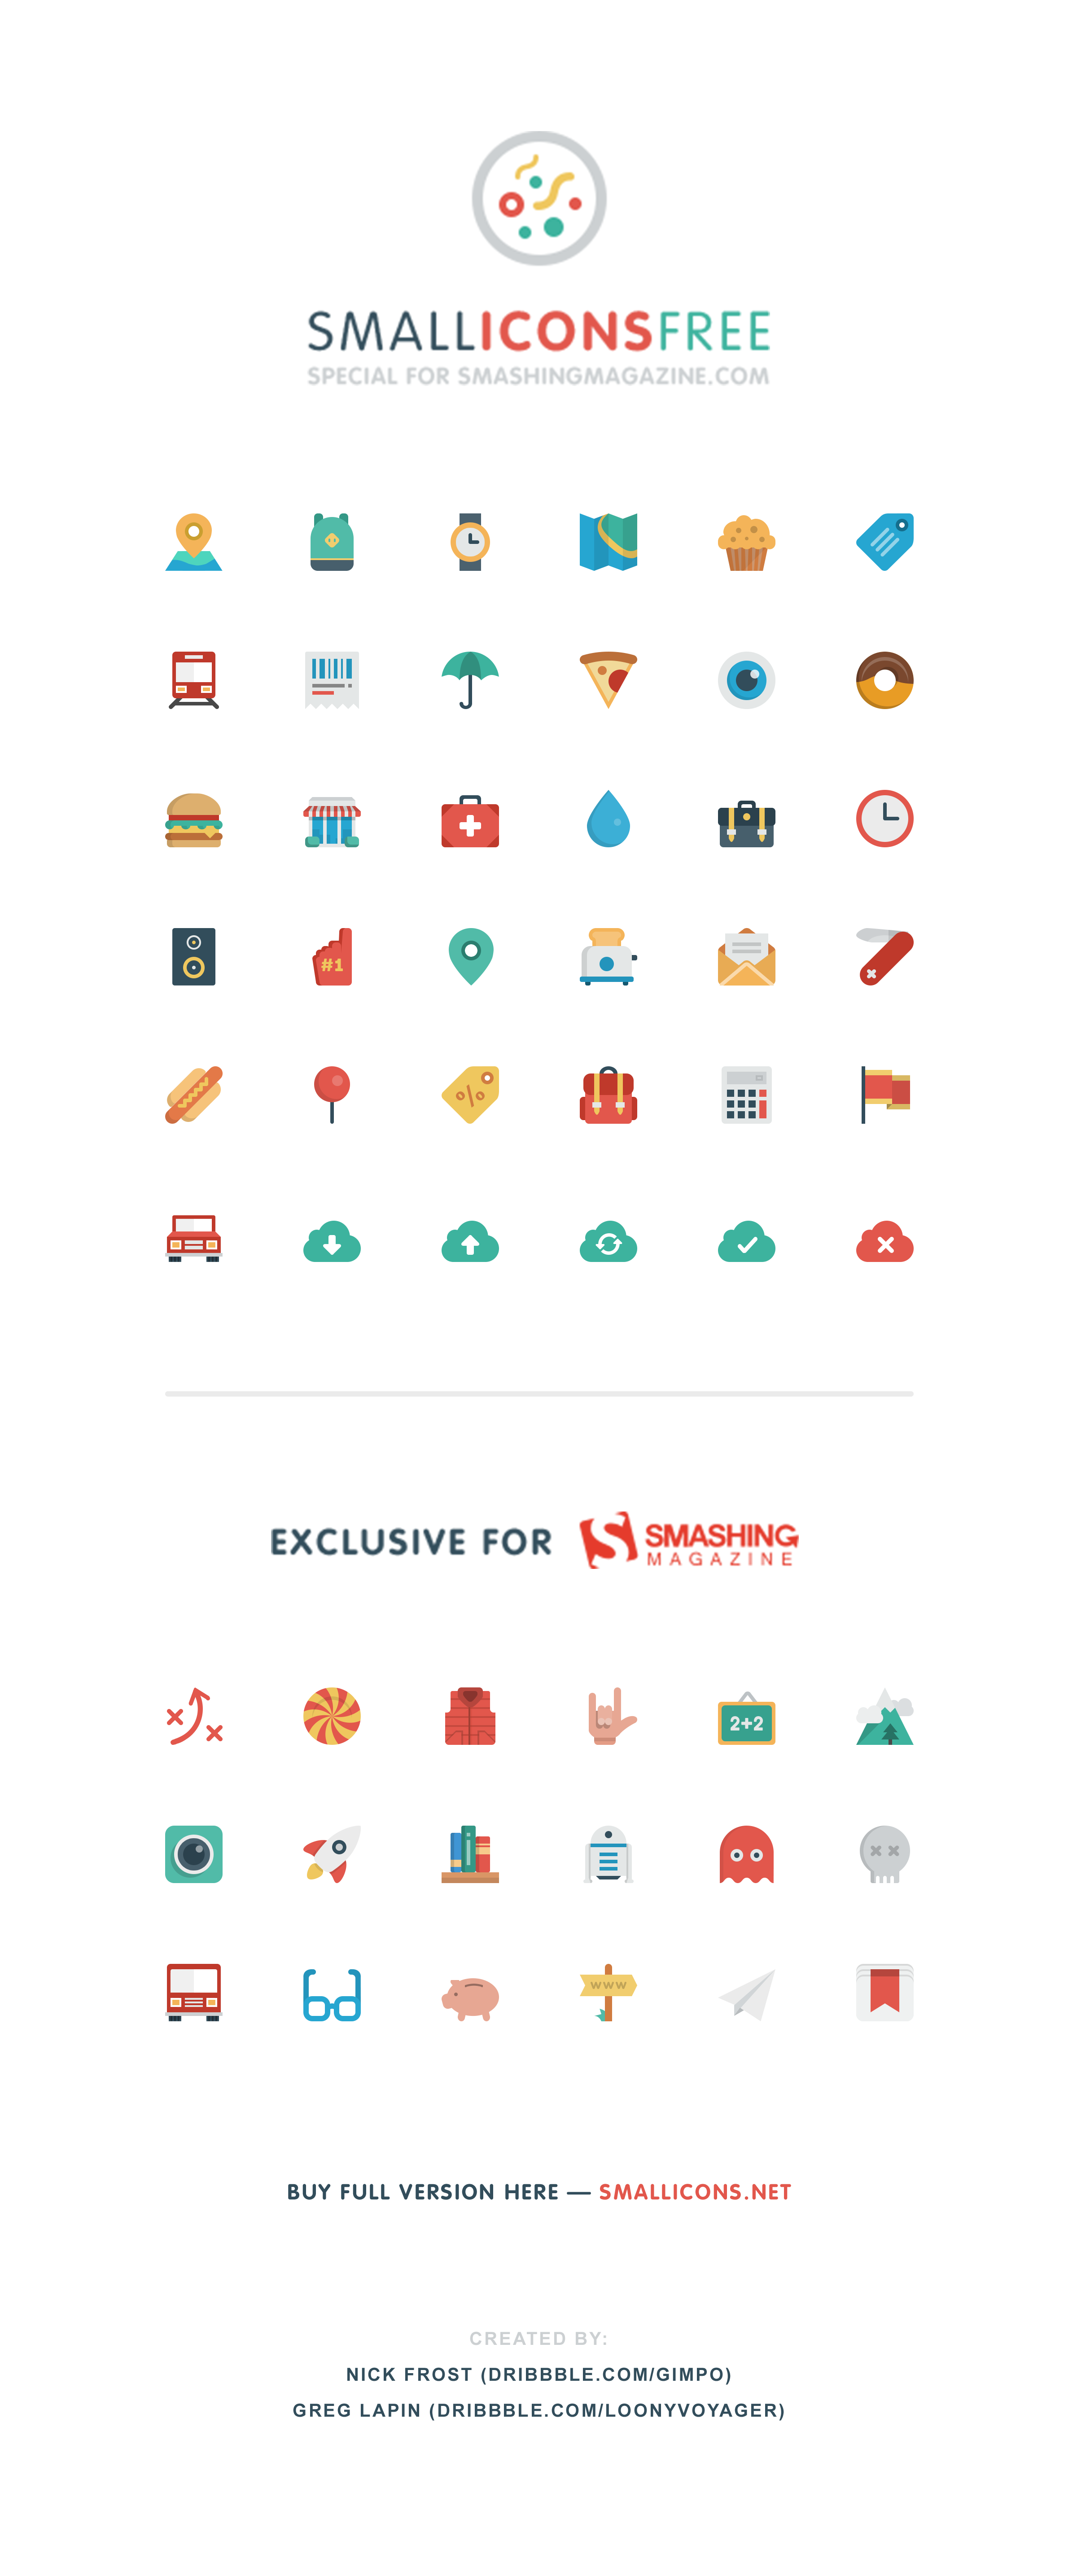 SMALLICONSFREE
SPECIAL FOR SMASHINGMAGAZINE.COM
#1
%
EXCLUSIVE FOR SMASHING
MAGAZINE
2+2
WWW
BUY FULL VERSION HERE — SMALLICONS.NET
CREATED BY:
NICK FROST (DRIBBBLE.COM/GIMPO)
GREG LAPIN (DRIBBBLE.COM/LOONYVOYAGER)